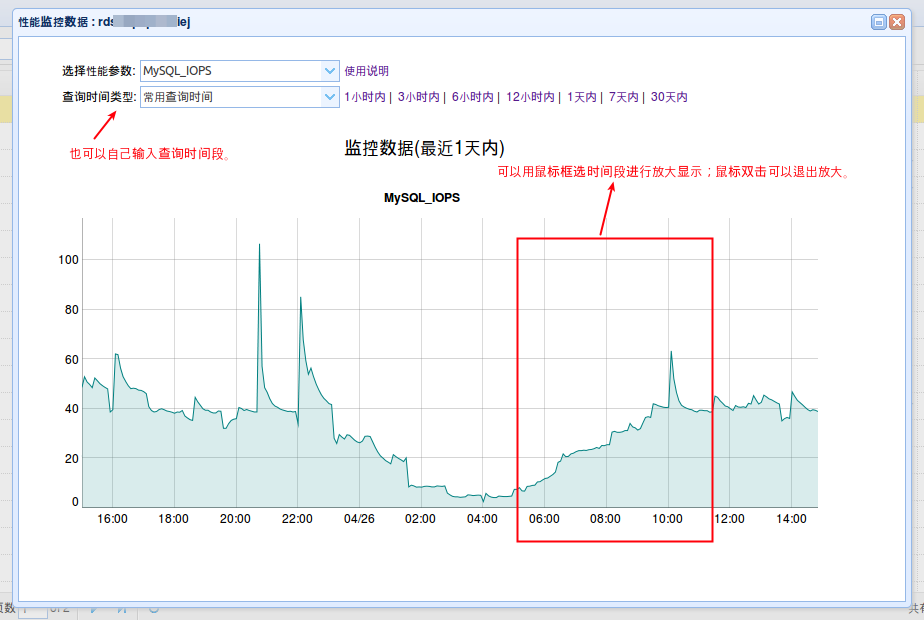 性能监控数据 : rds iej
选择性能参数: MySQL_IOPS 使用说明
查询时间类型: 常用查询时间 1小时内 | 3小时内 | 6小时内 | 12小时内 | 1天内 | 7天内 | 30天内
也可以自己输入查询时间段。
监控数据(最近1天内)
可以用鼠标框选时间段进行放大显示；鼠标双击可以退出放大。
MySQL_IOPS
100
80
60
40
20
0
16:00 18:00 20:00 22:00 04/26 02:00 04:00 06:00 08:00 10:00 12:00 14:00
页数